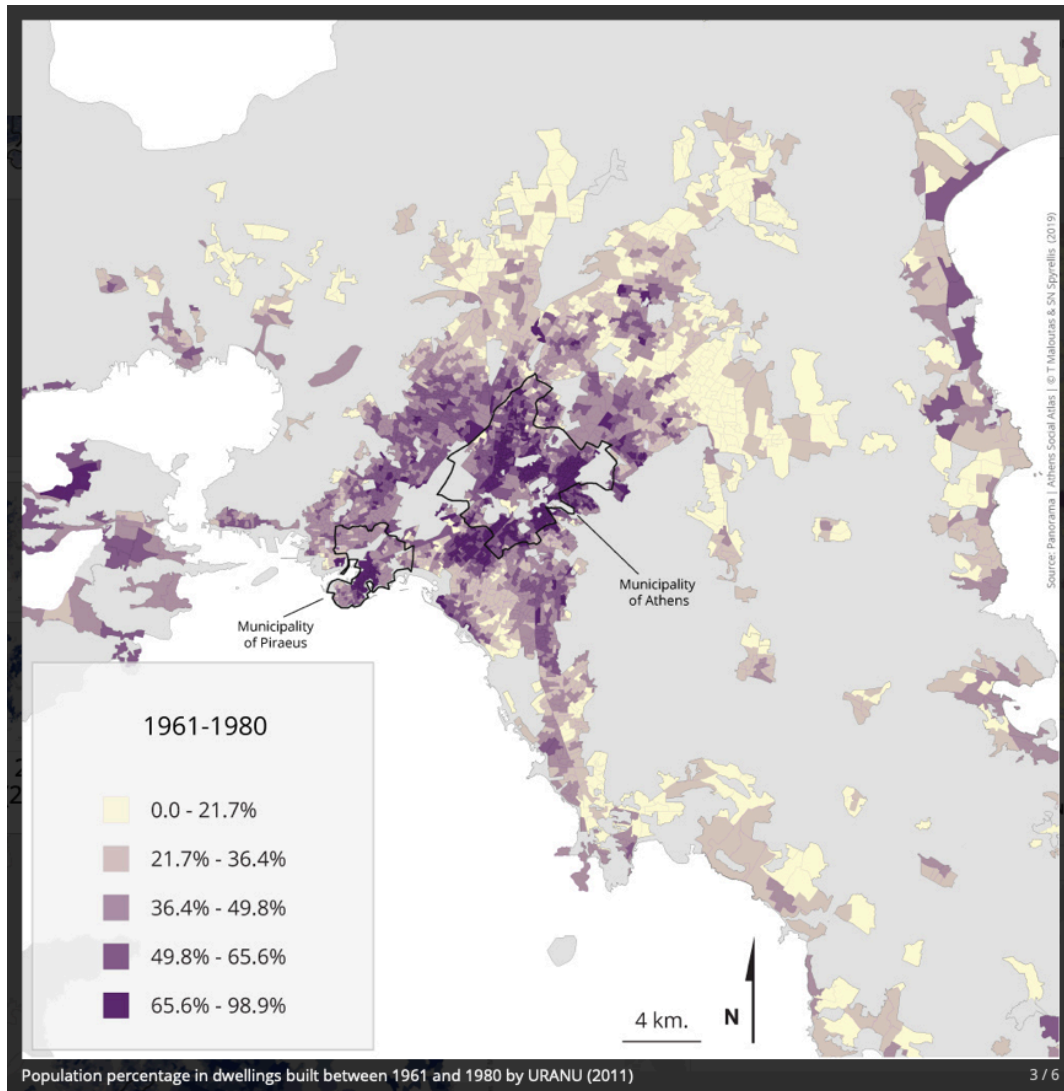 Source: Panorama | Athens Social Atlas | © T Maloutas & SN Spyrellis (2019)
Municipality
of Athens
Municipality
of Piraeus
1961-1980
0.0 - 21.7%
21.7% - 36.4%
36.4% - 49.8%
49.8% - 65.6%
65.6% - 98.9%
4 km.
N
Population percentage in dwellings built between 1961 and 1980 by URANU (2011)
3 / 6